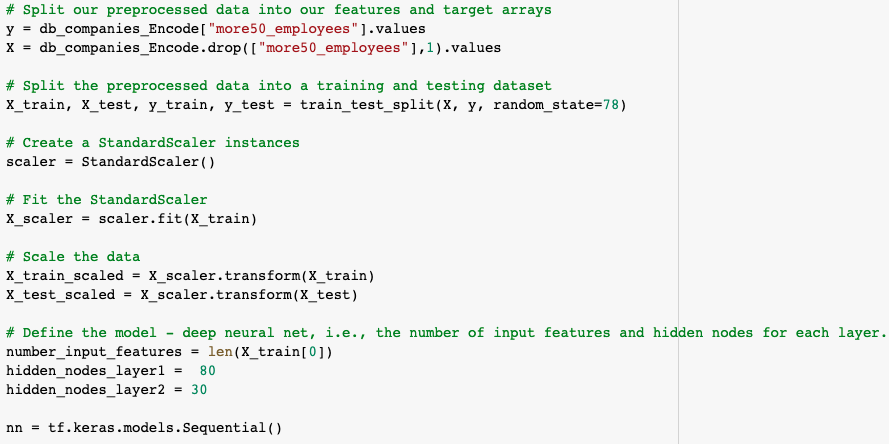 # Split our preprocessed data into our features and target arrays
y = db_companies_Encode["more50_employees"].values
X = db_companies_Encode.drop(["more50_employees"],1).values
# Split the preprocessed data into a training and testing dataset
X_train, X_test, y_train, y_test = train_test_split(X, y, random_state=78)
# Create a StandardScaler instances
scaler = StandardScaler()
# Fit the StandardScaler
X_scaler = scaler.fit(X_train)
# Scale the data
X_train_scaled = X_scaler.transform(X_train)
X_test_scaled = X_scaler.transform(X_test)
# Define the model - deep neural net, i.e., the number of input features and hidden nodes for each layer.
number_input_features = len(X_train[0])
hidden_nodes_layer1 =  80
hidden_nodes_layer2 = 30
nn = tf.keras.models.Sequential()